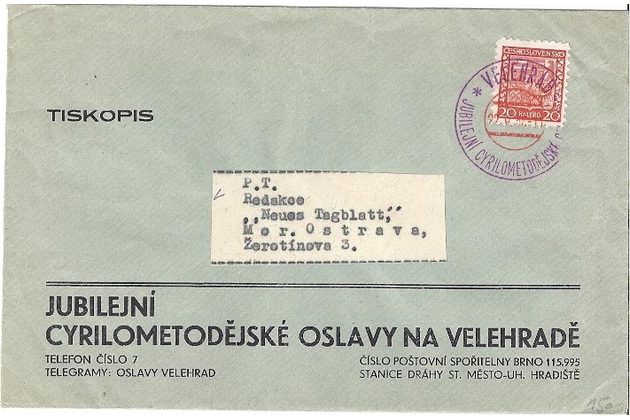 ČESKOSLOVENSKO
20 HALÉŘŮ 20
* VELEHRAD
JUBILEJNÍ CYRILOMETODĚJSKÉ
TISKOPIS
P.T.
Redakce
„Neues Tagblatt,"
Mor. Ostrava,
Žerotínova 3.
JUBILEJNÍ
CYRILOMETODĚJSKÉ OSLAVY NA VELEHRADĚ
TELEFON ČÍSLO 7
TELEGRAMY: OSLAVY VELEHRAD
ČÍSLO POŠTOVNÍ SPOŘITELNY BRNO 115.995
STANICE DRÁHY ST. MĚSTO-UH. HRADIŠTĚ